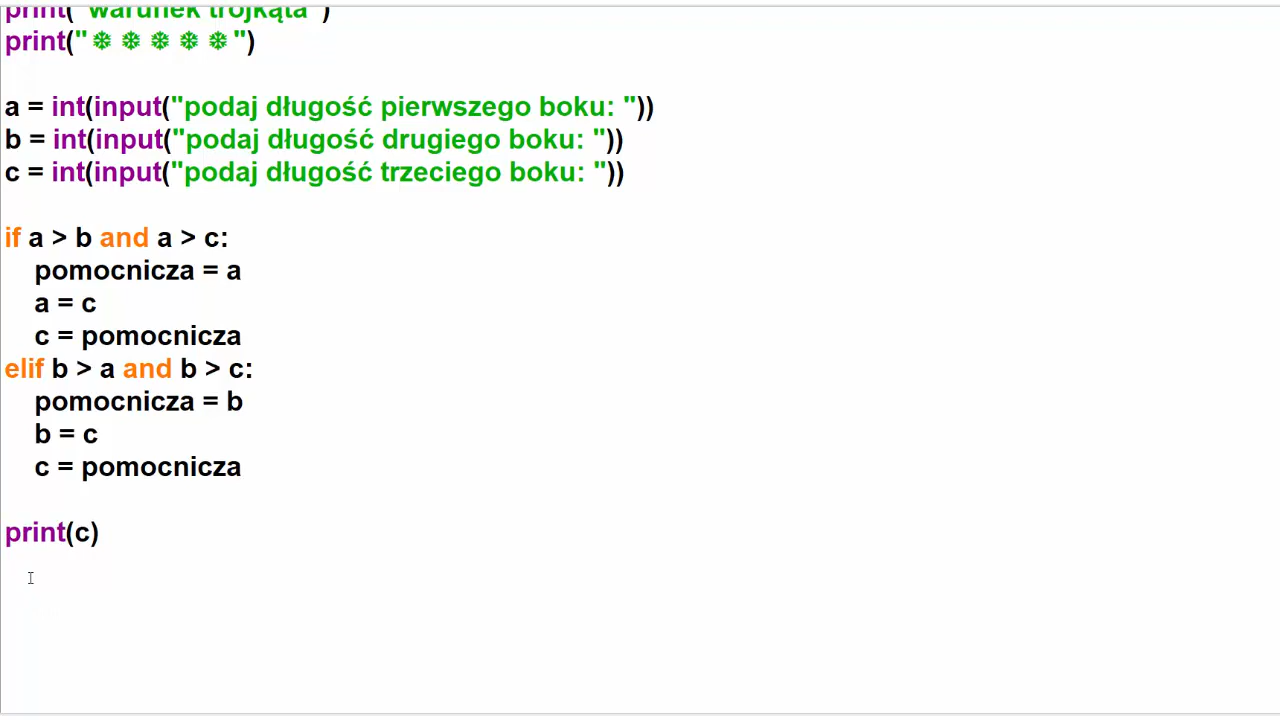 print("warunek trójkąta")
print("❄ ❄ ❄ ❄ ❄")
a = int(input("podaj długość pierwszego boku: "))
b = int(input("podaj długość drugiego boku: "))
c = int(input("podaj długość trzeciego boku: "))
if a > b and a > c:
    pomocnicza = a
    a = c
    c = pomocnicza
elif b > a and b > c:
    pomocnicza = b
    b = c
    c = pomocnicza
print(c)